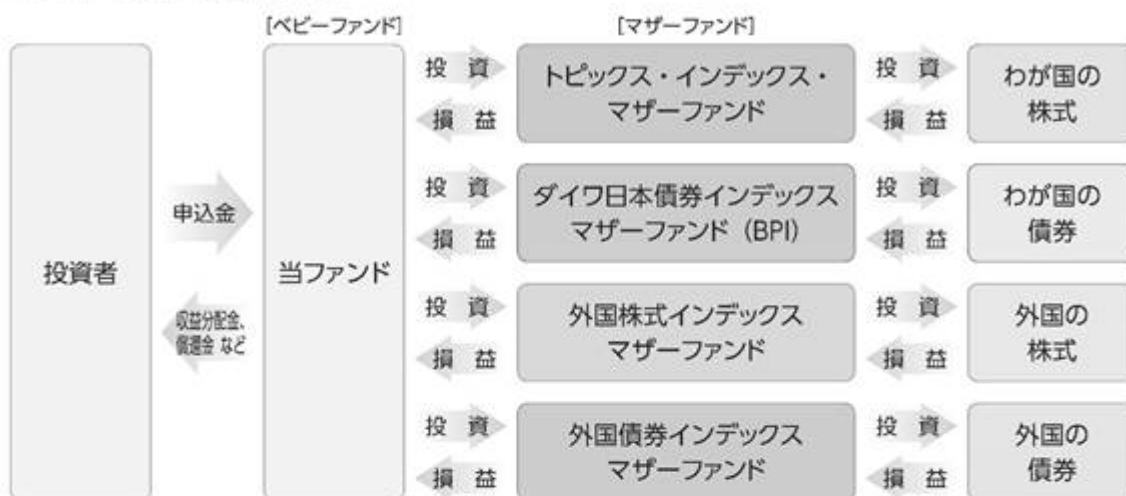 [ベビーファンド]
[マザーファンド]
投資者
申込金
収益分配金、
償還金 など
当ファンド
投 資
損 益
トピックス・インデックス・
マザーファンド
投 資
損 益
わが国の
株式
投 資
損 益
ダイワ日本債券インデックス
マザーファンド（BPI）
投 資
損 益
わが国の
債券
投 資
損 益
外国株式インデックス
マザーファンド
投 資
損 益
外国の
株式
投 資
損 益
外国債券インデックス
マザーファンド
投 資
損 益
外国の
債券